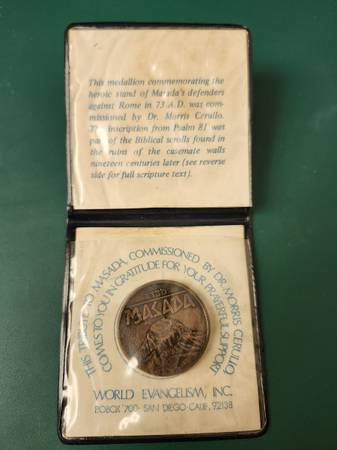 This medallion commemorating the
heroic stand of Masada's defenders
against Rome in 73 A.D. was com-
missioned by Dr. Morris Cerullo.
The inscription from Psalm 81 was
part of the Biblical scrolls found in
the ruins of the casemate walls
nineteen centuries later (see reverse
side for full scripture text).
THIS TRIBUTE TO MASADA, COMMISSIONED BY DR. MORRIS CERULLO,
COMES TO YOU IN GRATITUDE FOR YOUR PRAYERFUL SUPPORT
MASADA
WORLD EVANGELISM, INC.
P.O.BOX 700 · SAN DIEGO · CALIF. 92138